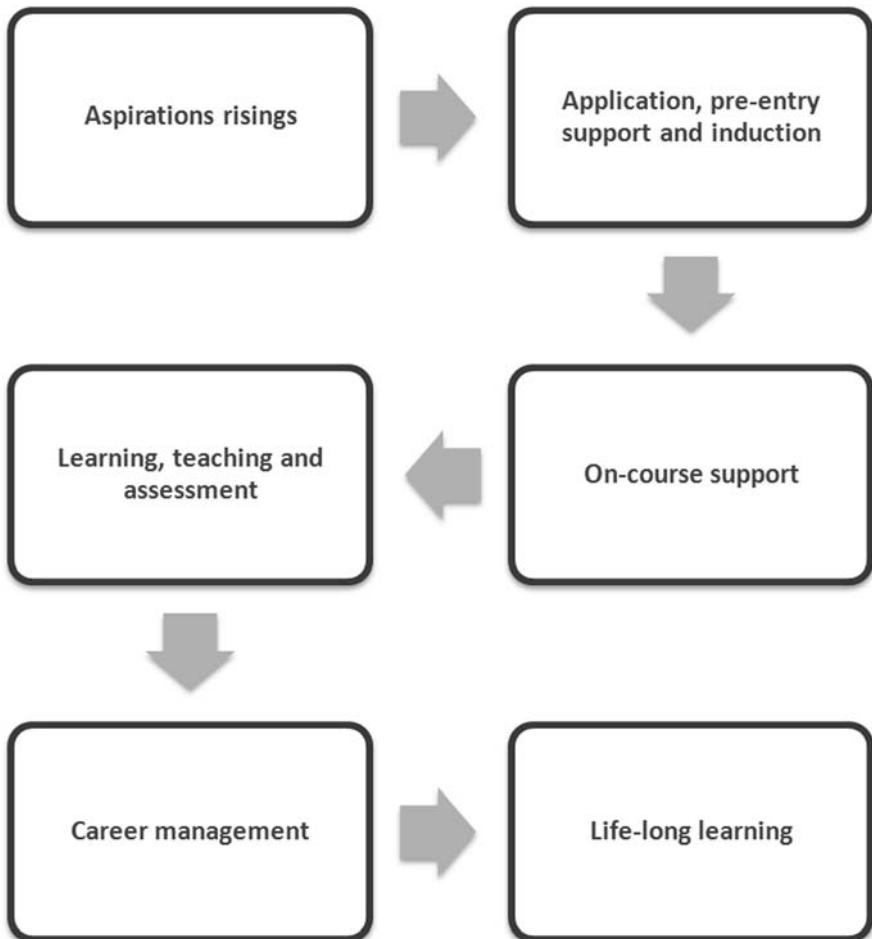 Aspirations risings
Application, pre-entry
support and induction
On-course support
Learning, teaching and
assessment
Career management
Life-long learning